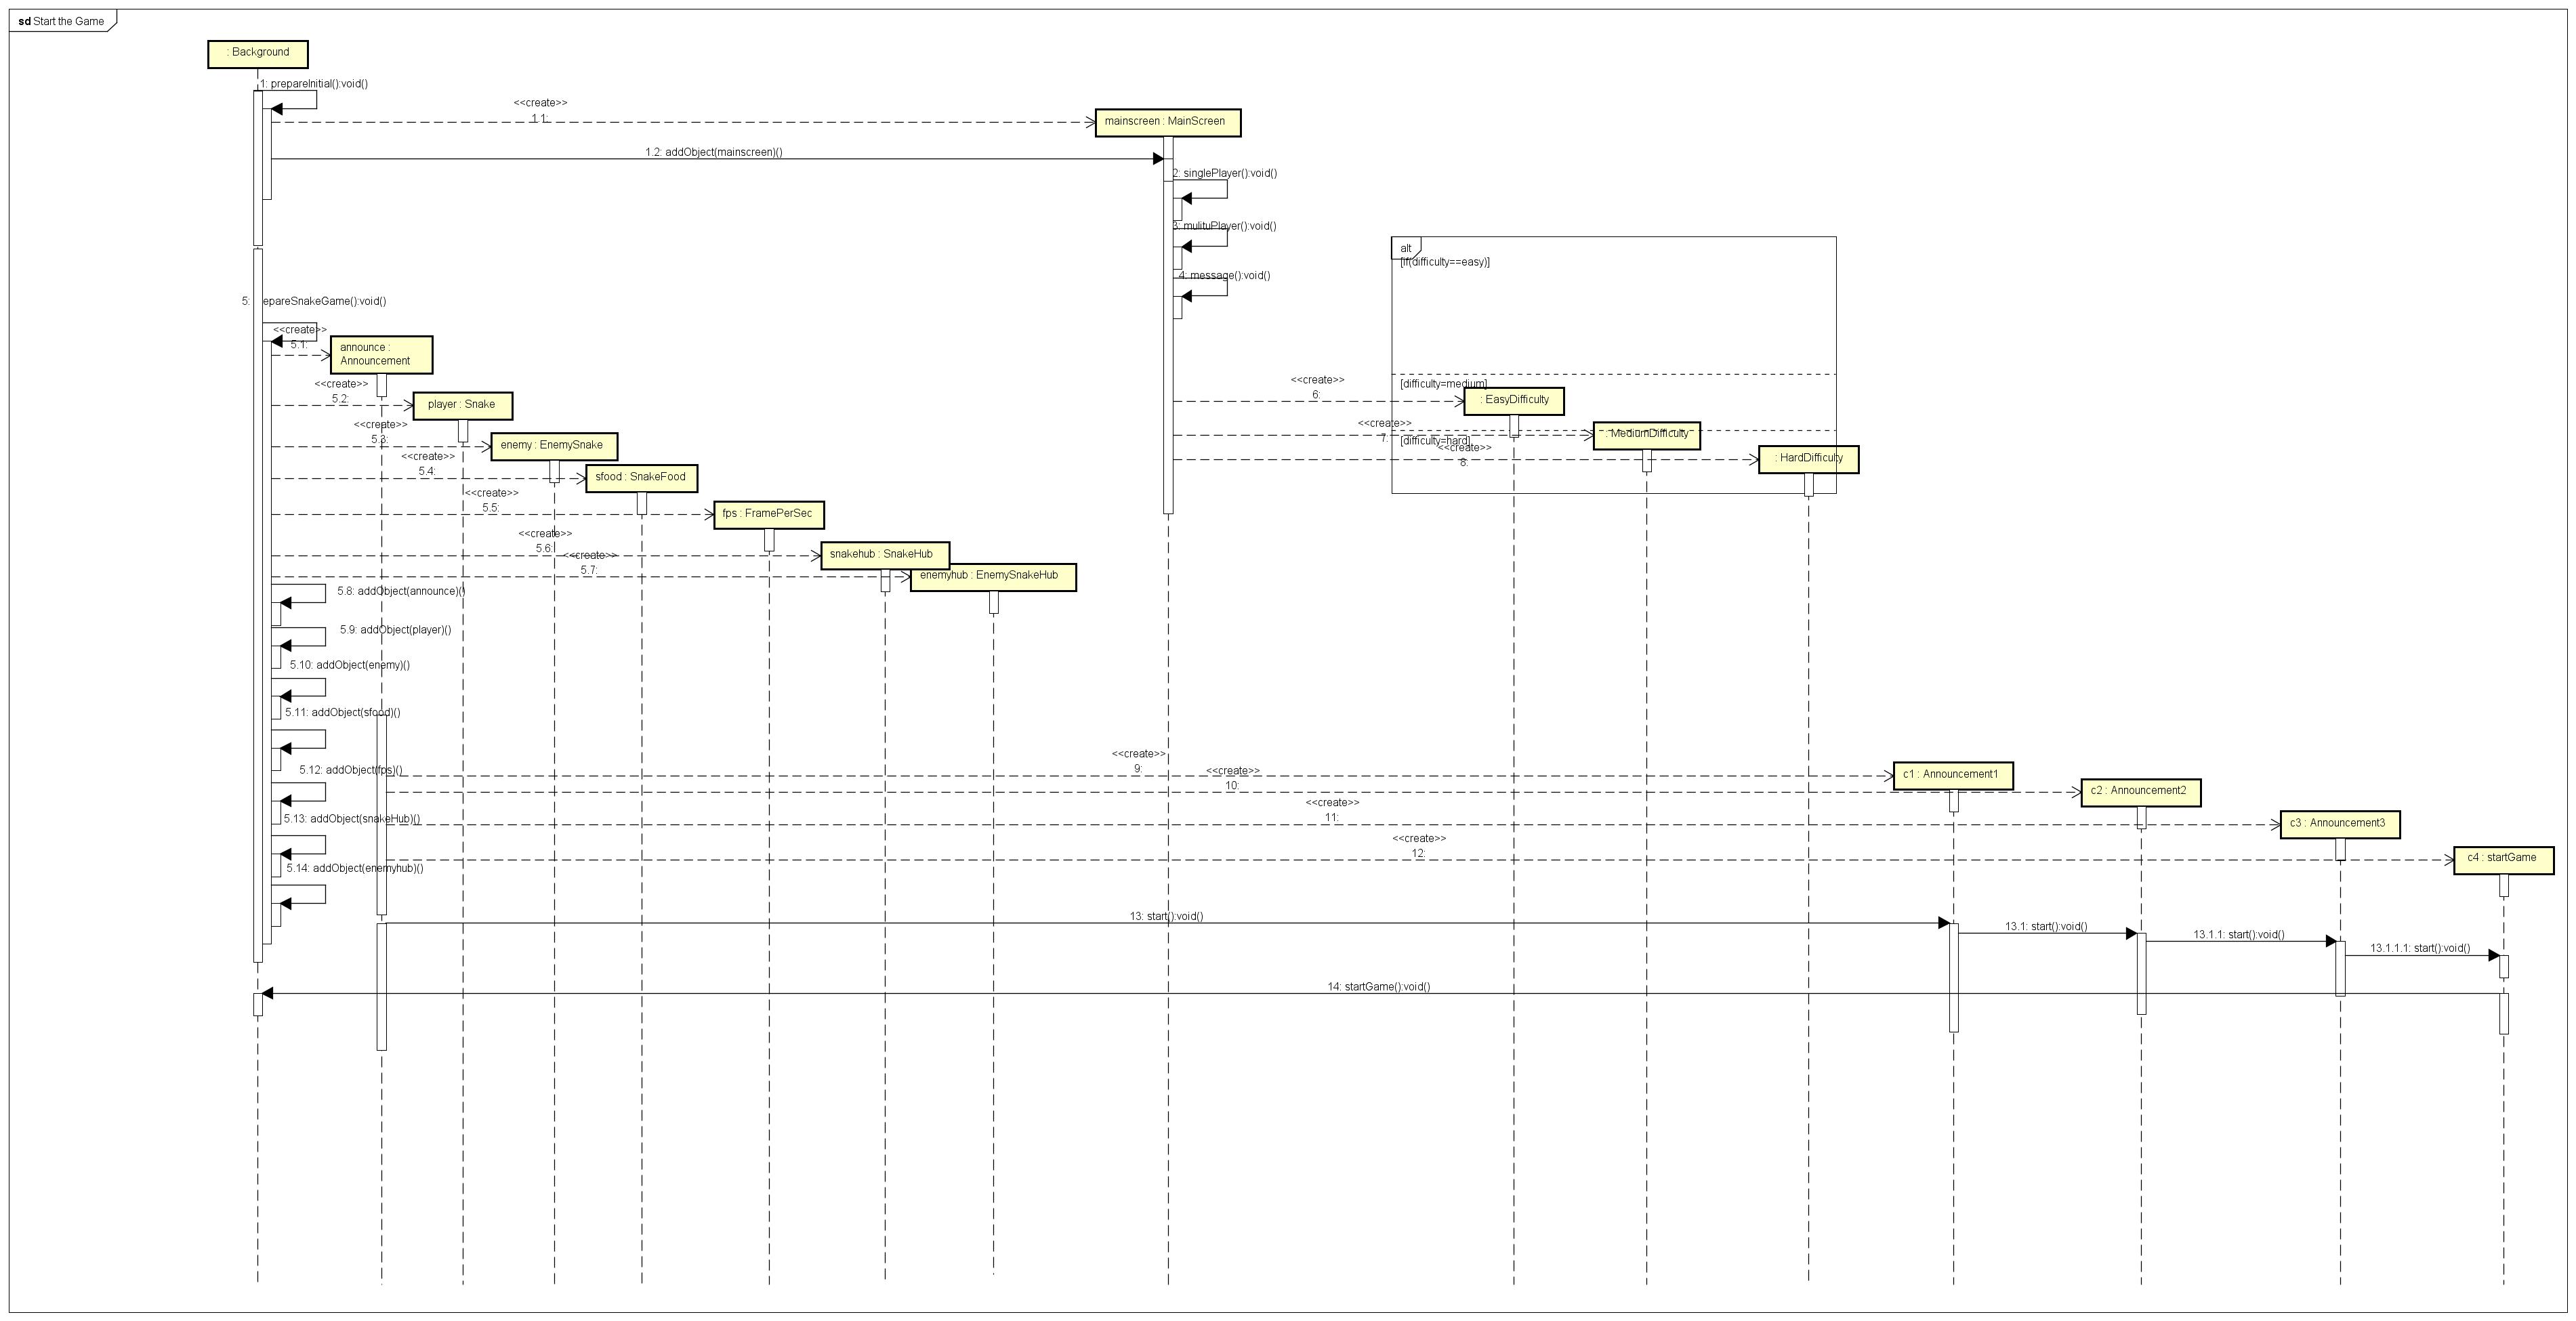 sd Start the Game
: Background
1: prepareInitial():void()
<<create>>
1.1:
mainscreen : MainScreen
1.2: addObject(mainscreen)()
2: singlePlayer():void()
3: mulituPlayer():void()
alt
[if(difficulty==easy)]
4: message():void()
5: epareSnakeGame():void()
<<create>>
5.1:
announce :
Announcement
<<create>>
5.2:
player : Snake
<<create>>
6:
[difficulty=medium]
: EasyDifficulty
<<create>>
5.3:
enemy : EnemySnake
<<create>>
7:
: MediumDifficulty
[difficulty=hard]
<<create>>
8:
: HardDifficulty
<<create>>
5.4:
sfood : SnakeFood
<<create>>
5.5:
fps : FramePerSec
<<create>>
5.6:
snakehub : SnakeHub
<<create>>
5.7:
enemyhub : EnemySnakeHub
5.8: addObject(announce)()
5.9: addObject(player)()
5.10: addObject(enemy)()
5.11: addObject(sfood)()
<<create>>
9:
c1 : Announcement1
5.12: addObject(fps)()
<<create>>
10:
c2 : Announcement2
<<create>>
11:
c3 : Announcement3
5.13: addObject(snakeHub)()
<<create>>
12:
c4 : startGame
5.14: addObject(enemyhub)()
13: start():void()
13.1: start():void()
13.1.1: start():void()
13.1.1.1: start():void()
14: startGame():void()